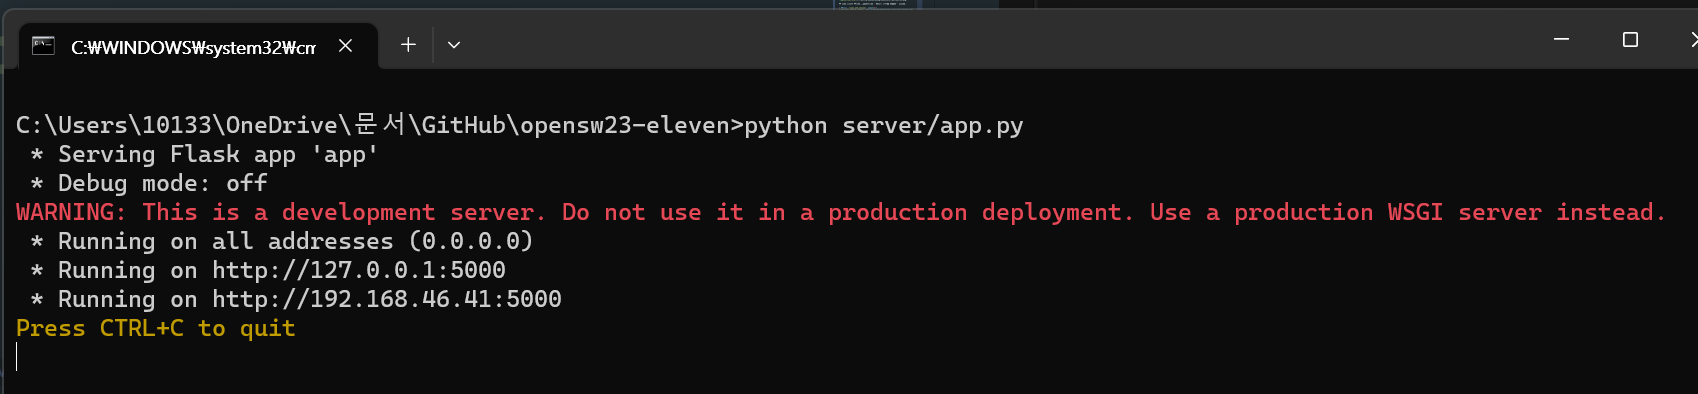 C:₩WINDOWS₩system32₩cm
C:\Users\10133\OneDrive\문서\GitHub\opensw23-eleven>python server/app.py
* Serving Flask app 'app'
* Debug mode: off
WARNING: This is a development server. Do not use it in a production deployment. Use a production WSGI server instead.
* Running on all addresses (0.0.0.0)
* Running on http://127.0.0.1:5000
* Running on http://192.168.46.41:5000
Press CTRL+C to quit